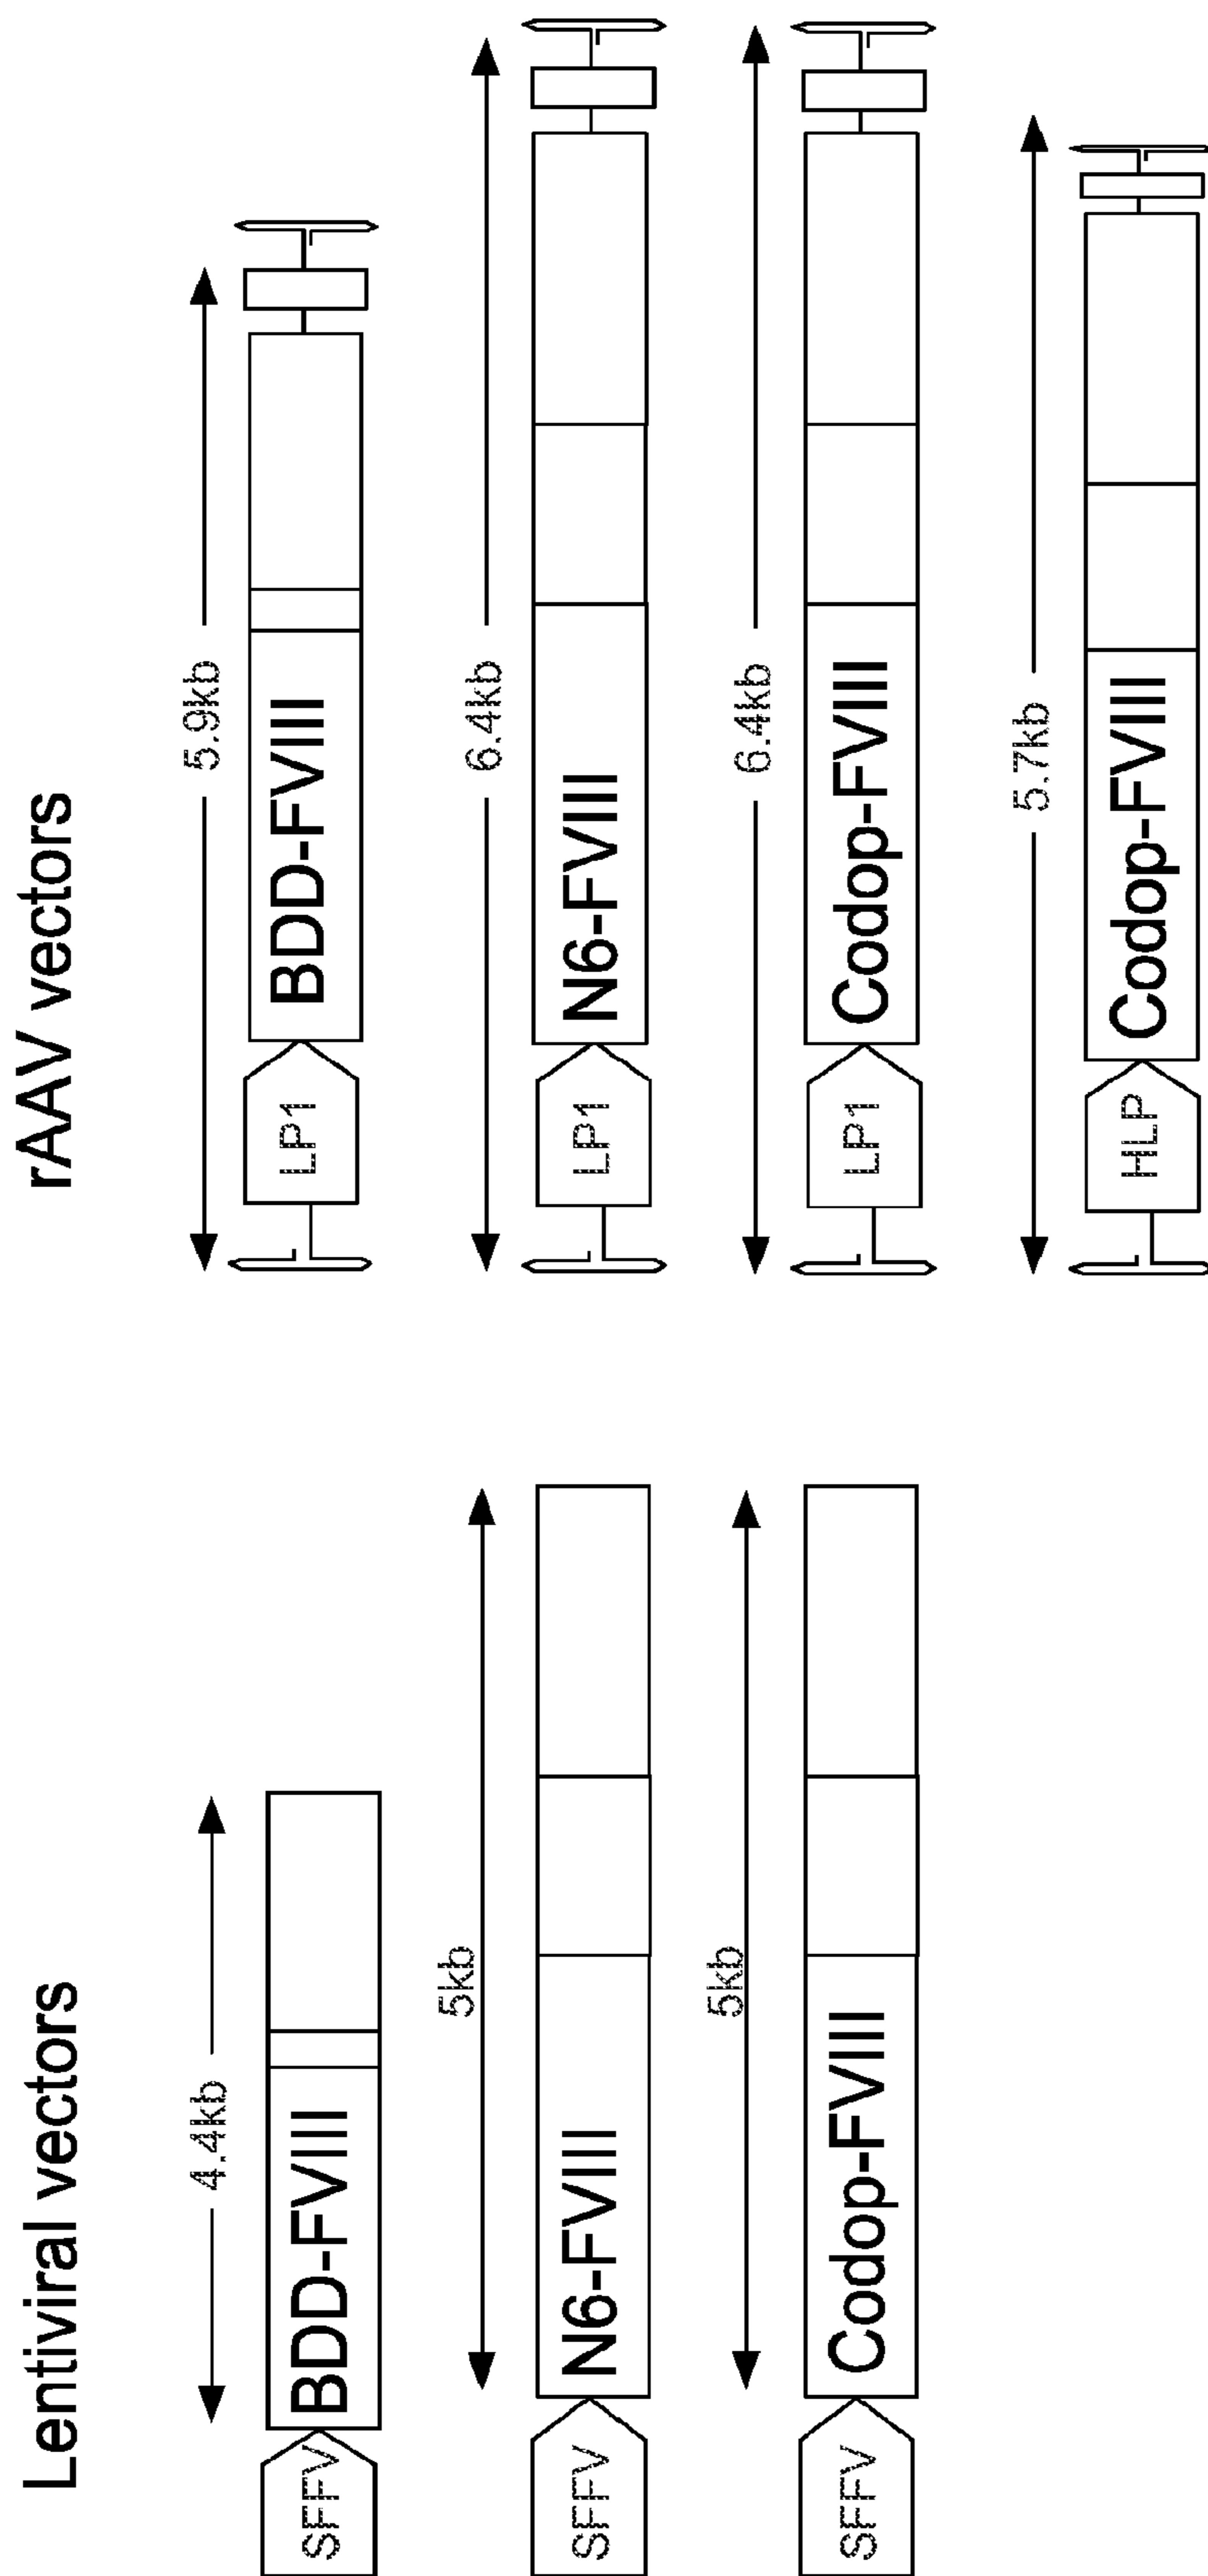 Lentiviral vectors
4.4kb
SFFV
BDD-FVIII
5kb
SFFV
N6-FVIII
5kb
SFFV
Codop-FVIII
rAAV vectors
5.9kb
LP1
BDD-FVIII
6.4kb
LP1
N6-FVIII
6.4kb
LP1
Codop-FVIII
5.7kb
HLP
Codop-FVIII